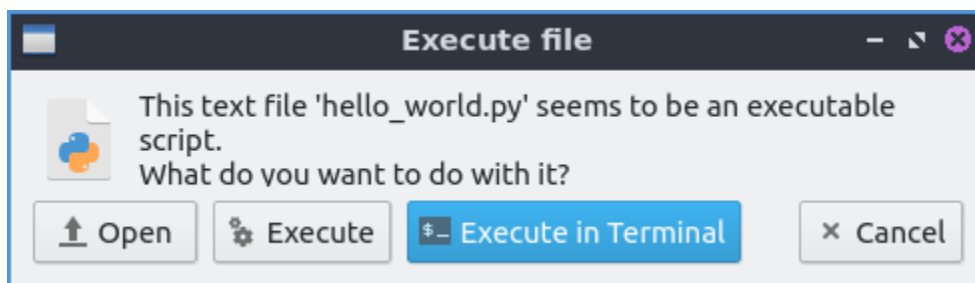 Execute file
This text file 'hello_world.py' seems to be an executable
script.
What do you want to do with it?
Open
Execute
$_ Execute in Terminal
Cancel